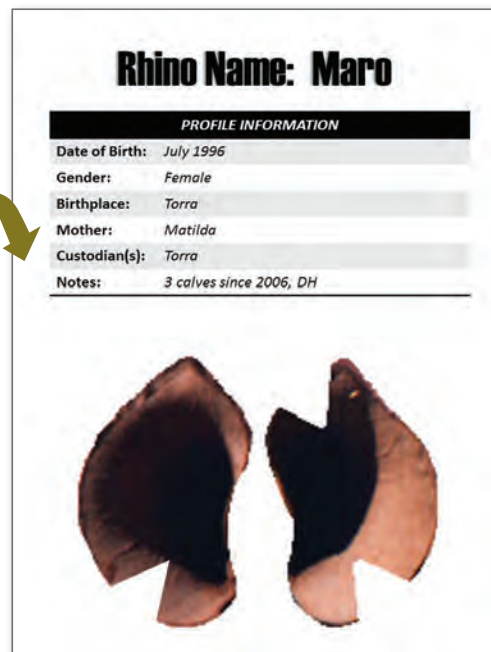 Rhino Name: Maro
PROFILE INFORMATION
Date of Birth: July 1996
Gender: Female
Birthplace: Torra
Mother: Matilda
Custodian(s): Torra
Notes: 3 calves since 2006, DH